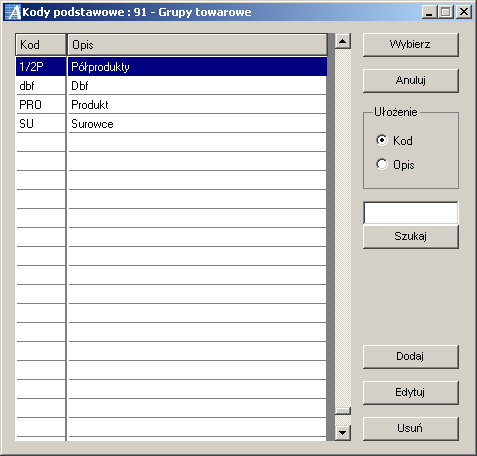 Kody podstawowe : 91 - Grupy towarowe
Kod Opis
1/2P Półprodukty
dbf Dbf
PRO Produkt
SU Surowce
Wybierz
Anuluj
Ułożenie
Kod
Opis
Szukaj
Dodaj
Edytuj
Usuń